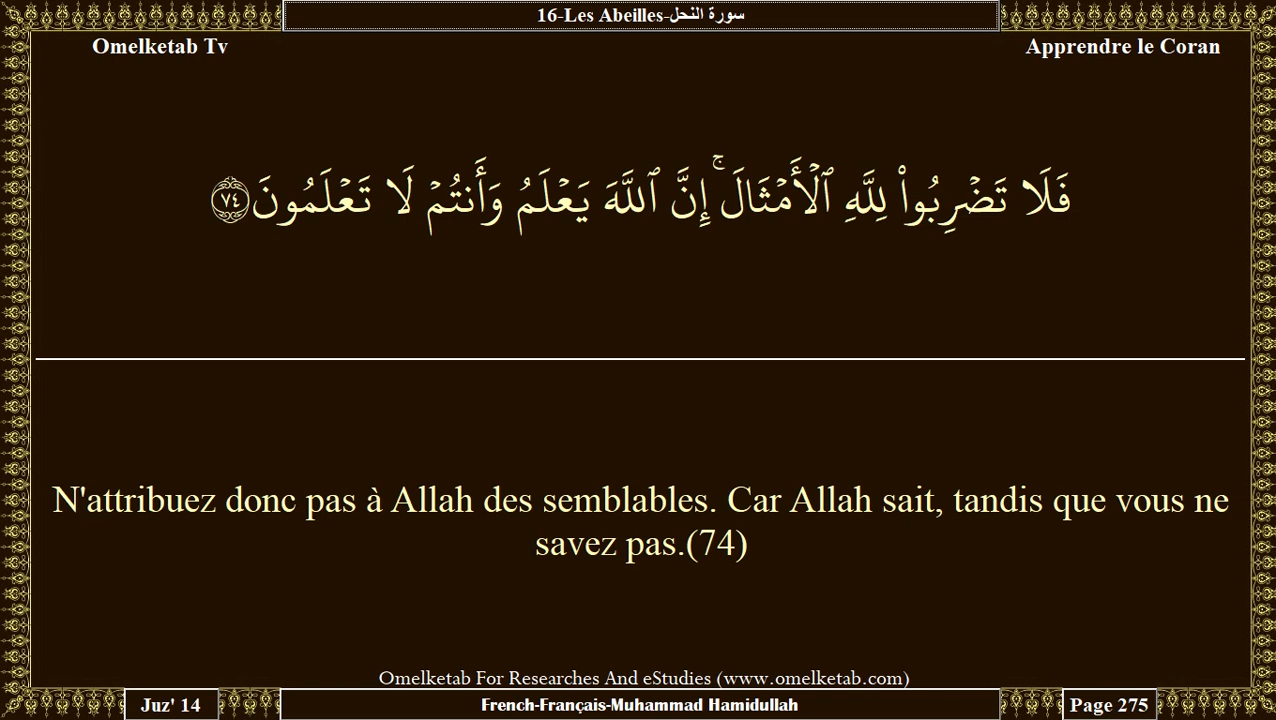 16-Les Abeilles-سورة النحل
Omelketab Tv
Apprendre le Coran
فَلَا تَضۡرِبُواْ لِلَّهِ ٱلۡأَمۡثَالَۚ إِنَّ ٱللَّهَ يَعۡلَمُ وَأَنتُمۡ لَا تَعۡلَمُونَ ٧٤
N'attribuez donc pas à Allah des semblables. Car Allah sait, tandis que vous ne
savez pas.(74)
Omelketab For Researches And eStudies (www.omelketab.com)
Juz' 14
French-Français-Muhammad Hamidullah
Page 275